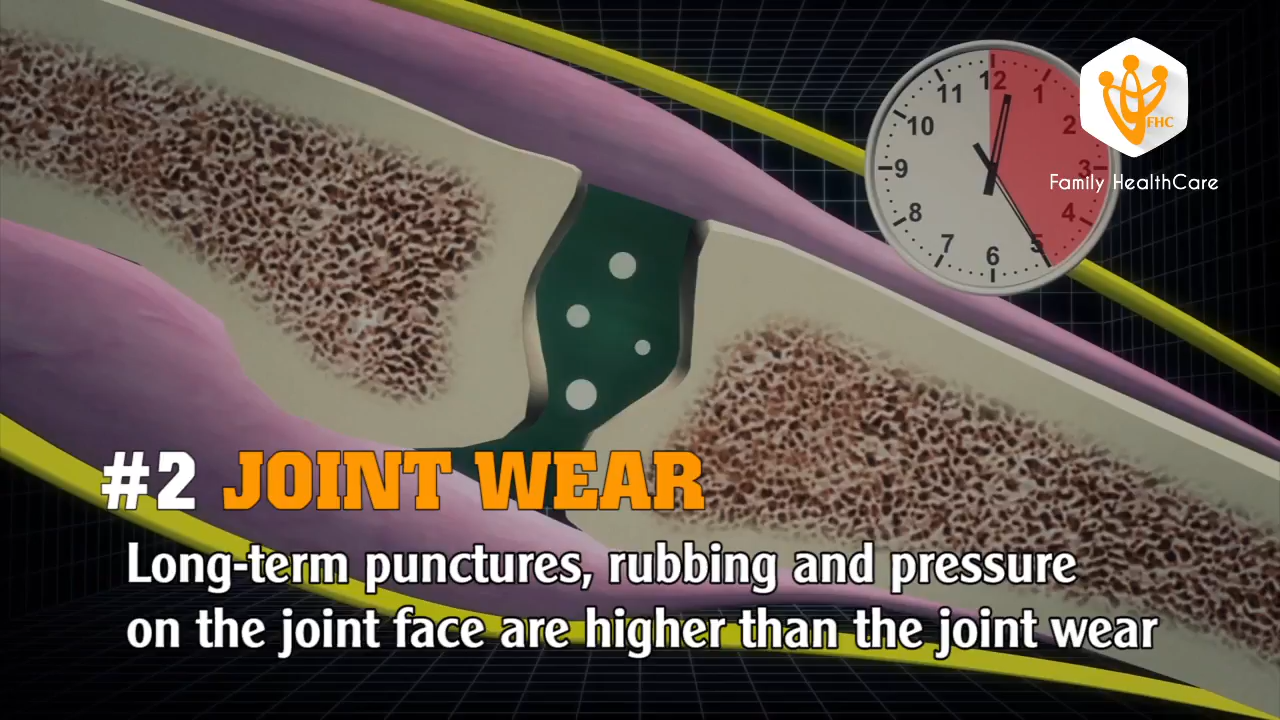 12
11
1
10
2
9
3
8
4
7
5
6
FHC
Family HealthCare
#2 JOINT WEAR
Long-term punctures, rubbing and pressure
on the joint face are higher than the joint wear